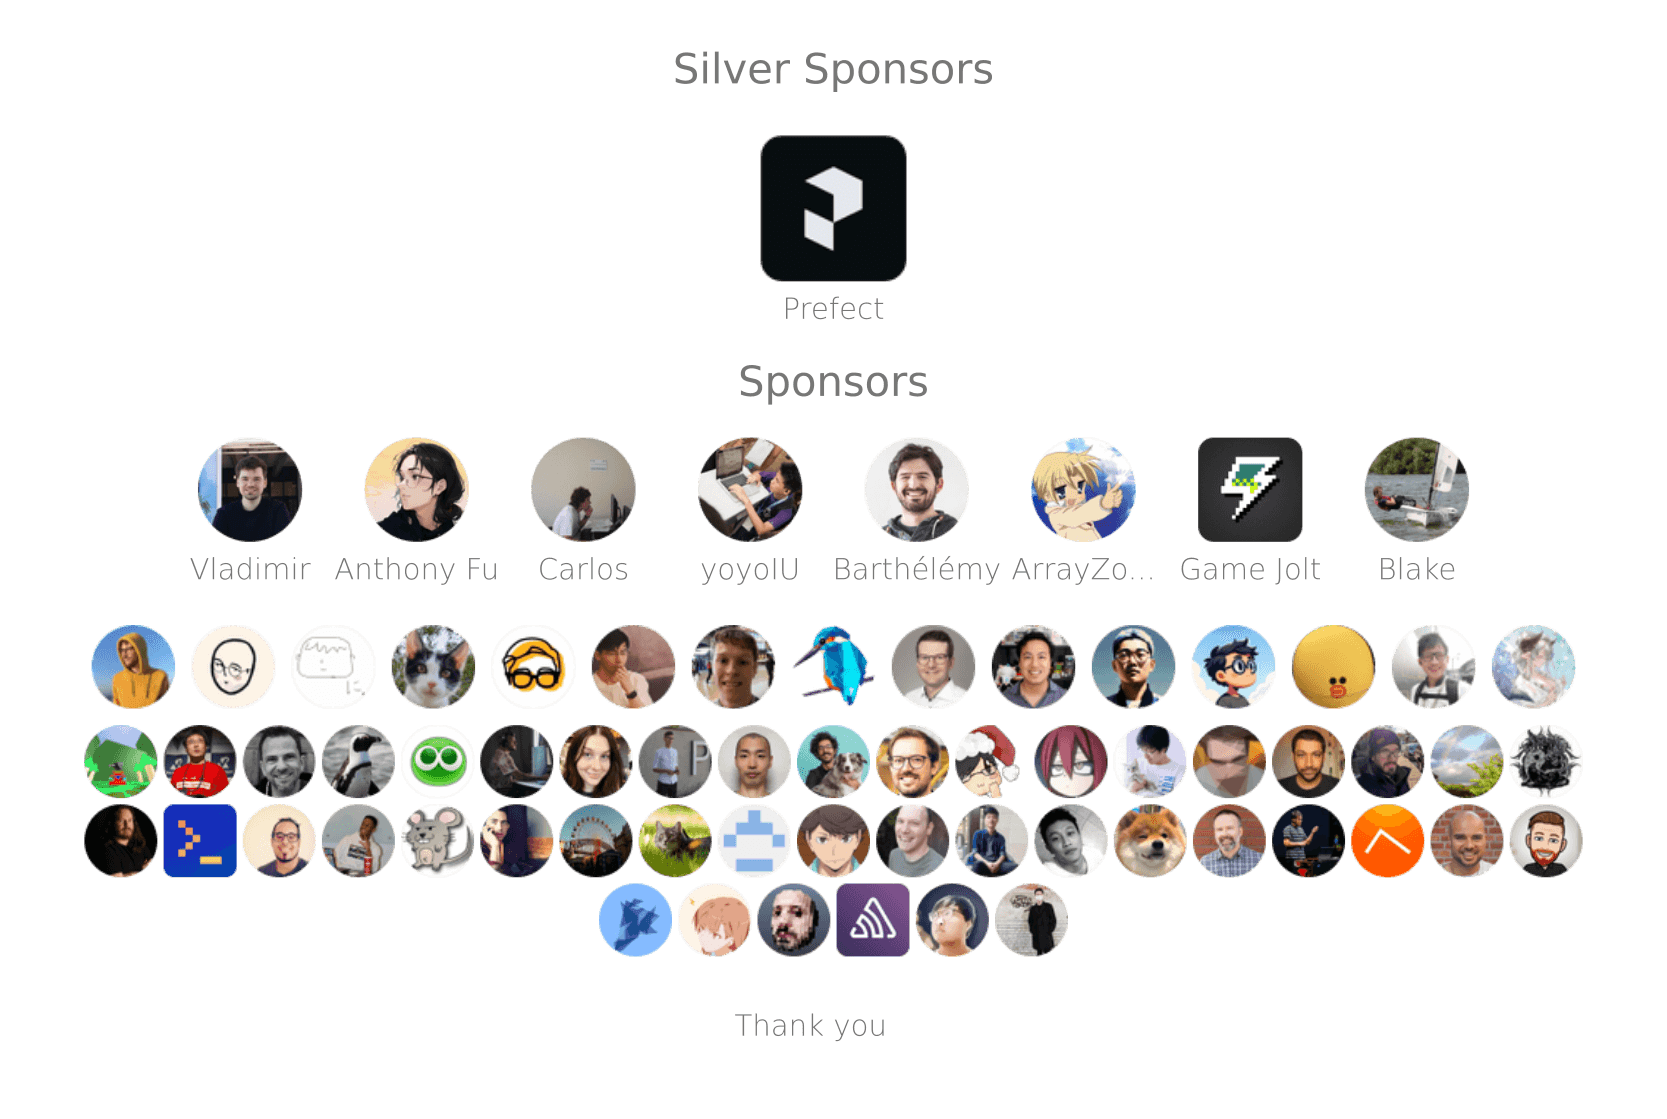 Silver Sponsors
Prefect
Sponsors
Vladimir Anthony Fu Carlos yoyoIU Barthélémy ArrayZo... Game Jolt Blake
Thank you